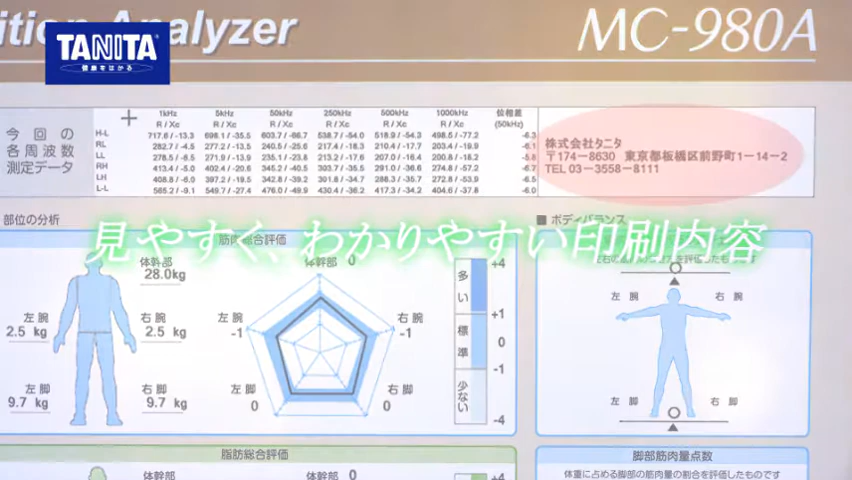 ition Analyzer
MC-980A
TANITA
健康をはかる
今回の各周波数測定データ
1kHz 5kHz 50kHz 250kHz 500kHz 1000kHz 位相差
R / Xc R / Xc R / Xc R / Xc R / Xc R / Xc (50kHz)
H-L 717.6 / -13.3 698.1 / -35.5 603.7 / -66.7 538.7 / -54.0 518.9 / -54.3 498.5 / -77.2 -6.3
RL 282.7 / -4.5 277.2 / -13.5 240.5 / -25.6 217.4 / -18.3 210.4 / -17.7 203.4 / -19.9 -6.1
LL 278.5 / -8.5 271.9 / -13.9 235.1 / -23.8 213.2 / -17.6 207.0 / -16.4 200.8 / -18.2 -5.8
RH 413.4 / -5.0 402.4 / -20.6 345.2 / -40.5 303.7 / -35.5 291.0 / -36.6 274.8 / -57.2 -6.7
LH 408.8 / -6.0 397.2 / -19.5 342.8 / -39.2 301.8 / -34.7 288.3 / -35.7 272.8 / -53.9 -6.5
L-L 565.2 / -9.1 549.7 / -27.4 476.0 / -49.9 430.4 / -36.2 417.3 / -34.2 404.6 / -37.8 -6.0
株式会社タニタ
〒174-8630 東京都板橋区前野町1-14-2
TEL 03-3558-8111
部位の分析
■ ボディバランス
見やすく、わかりやすい印刷内容
筋肉総合評価
体幹部
28.0kg
左腕
2.5 kg
右腕
2.5 kg
左脚
9.7 kg
右脚
9.7 kg
体幹部 0
左腕
-1
右腕
-1
左脚
0
右脚
0
多い
標準
少ない
+4
+1
0
-1
-4
左腕 右腕
左脚 右脚
脂肪総合評価
体幹部
体幹部 0
+4
脚部筋肉量点数
体重に占める脚部の筋肉量の割合を評価したものです